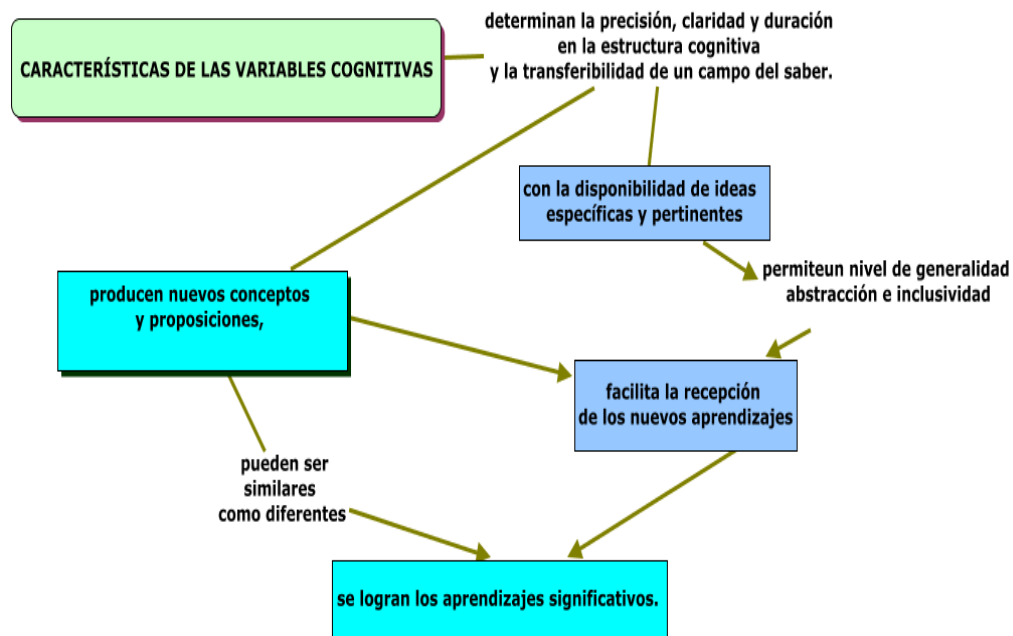 determinan la precisión, claridad y duración
en la estructura cognitiva
y la transferibilidad de un campo del saber.
CARACTERÍSTICAS DE LAS VARIABLES COGNITIVAS
con la disponibilidad de ideas
específicas y pertinentes
permiteun nivel de generalidad
abstracción e inclusividad
producen nuevos conceptos
y proposiciones,
facilita la recepción
de los nuevos aprendizajes
pueden ser
similares
como diferentes
se logran los aprendizajes significativos.